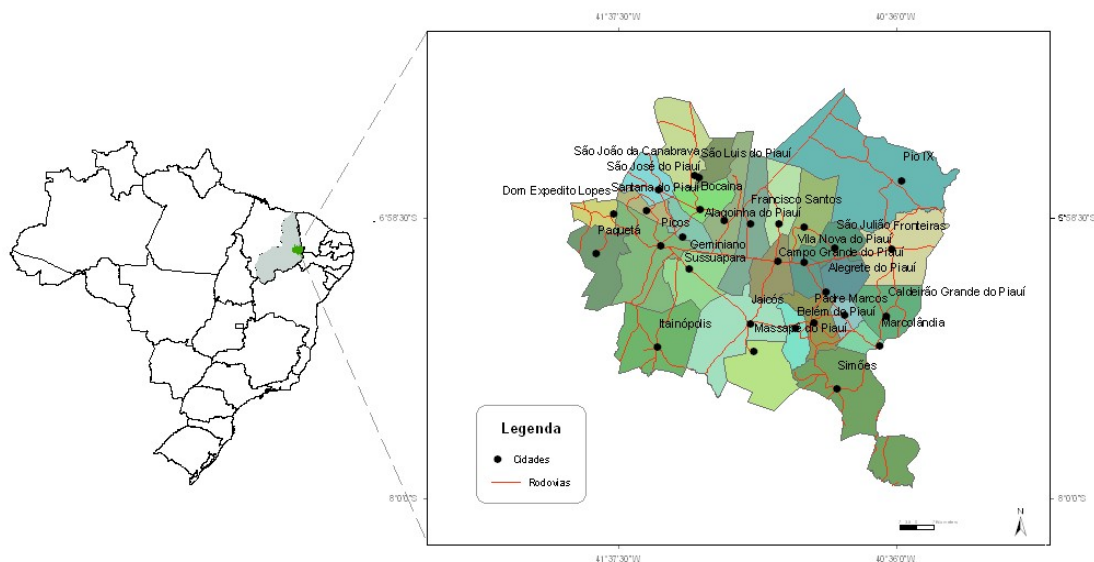 41°37'30"W
40°36'0"W
São João da Canabrava
São Luis do Piauí
Pio IX
São José do Piauí
Dom Expedito Lopes
Santana do Piauí
Bocaina
Francisco Santos
6°58'30"S
6°58'30"S
Alagoinha do Piauí
São Julião
Fronteiras
Paquetá
Picos
Vila Nova do Piauí
Geminiano
Campo Grande do Piauí
Sussuapara
Alegrete do Piauí
Caldeirão Grande do Piauí
Jaicós
Padre Marcos
Belém do Piauí
Itainópolis
Massapé do Piauí
Marcolândia
Simões
Legenda
Cidades
Rodovias
8°0'0"S
8°0'0"S
N
41°37'30"W
40°36'0"W